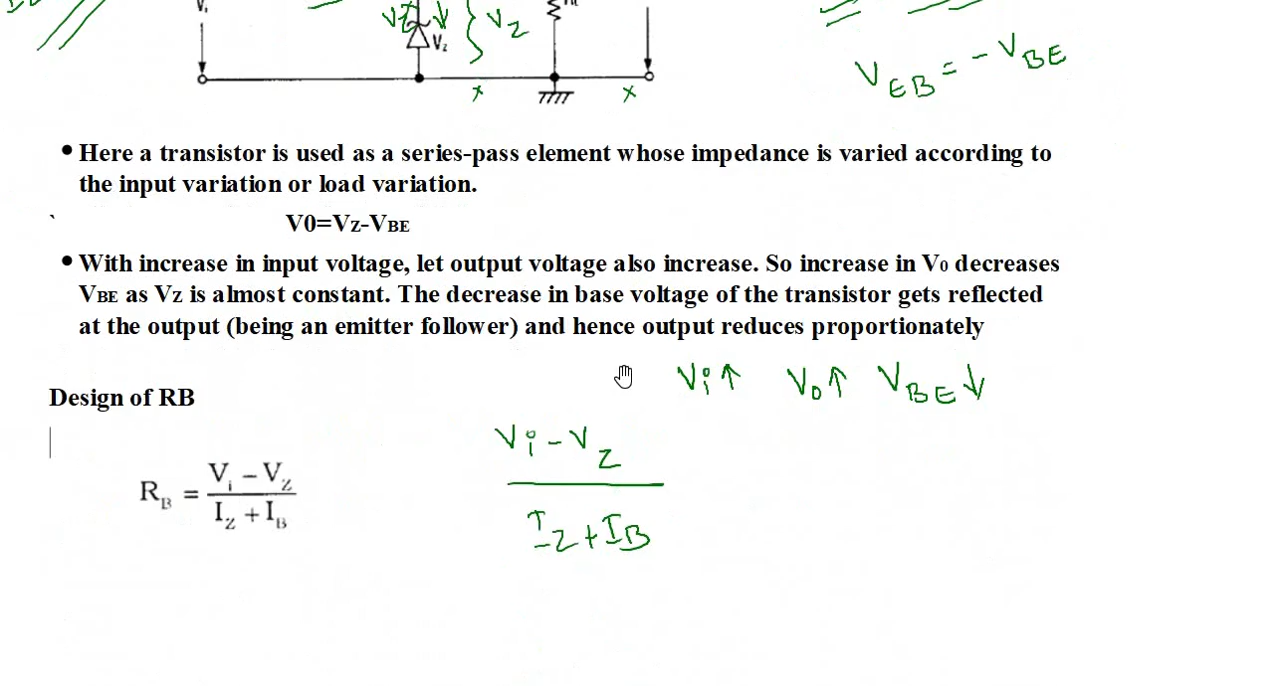 Vz
Vz
V_EB = -V_BE
x x
• Here a transistor is used as a series-pass element whose impedance is varied according to
the input variation or load variation.
` V0=VZ-VBE
• With increase in input voltage, let output voltage also increase. So increase in V0 decreases
VBE as VZ is almost constant. The decrease in base voltage of the transistor gets reflected
at the output (being an emitter follower) and hence output reduces proportionately
Vi↑ V0↑ VBE↓
Design of RB
Vi-VZ
IZ+IB
RB = Vi – VZ
IZ + IB